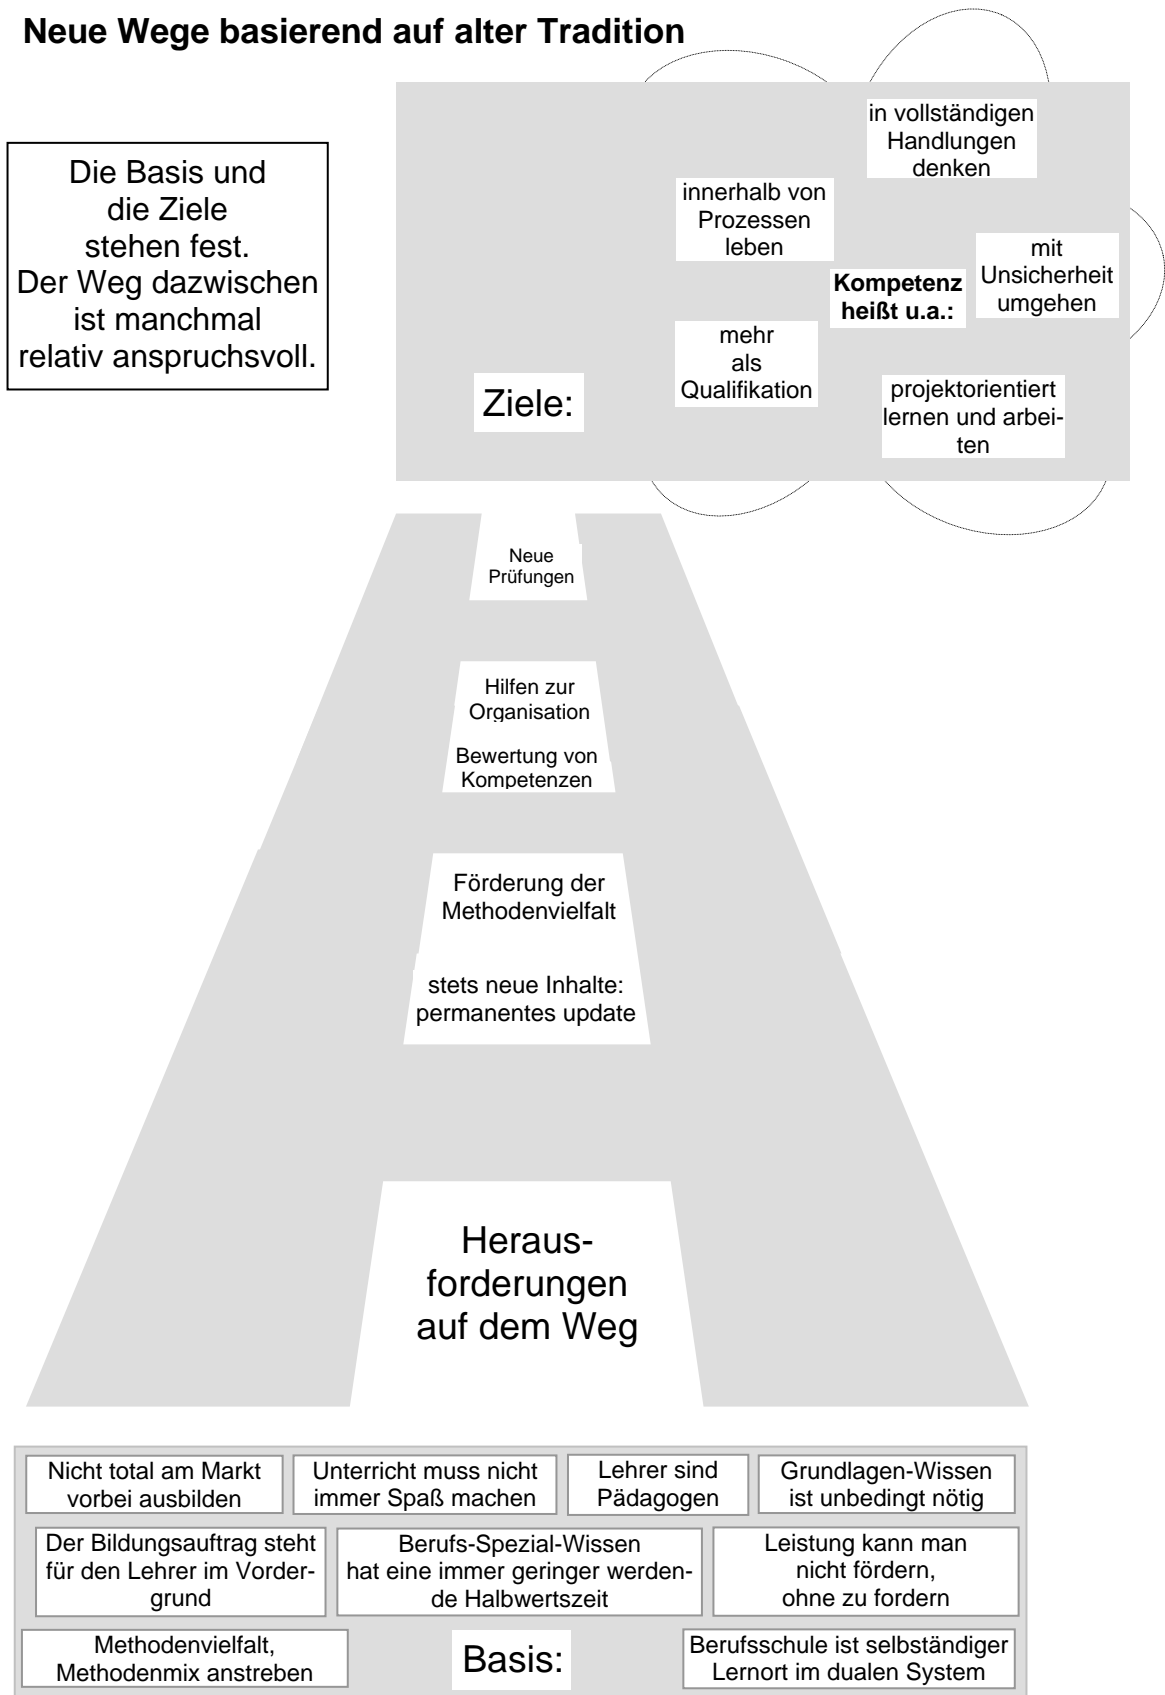 Neue Wege basierend auf alter Tradition
Die Basis und
die Ziele
stehen fest.
Der Weg dazwischen
ist manchmal
relativ anspruchsvoll.
in vollständigen
Handlungen
denken
innerhalb von
Prozessen
leben
mit
Unsicherheit
umgehen
Kompetenz
heißt u.a.:
mehr
als
Qualifikation
projektorientiert
lernen und arbei-
ten
Ziele:
Neue
Prüfungen
Hilfen zur
Organisation
Bewertung von
Kompetenzen
Förderung der
Methodenvielfalt
stets neue Inhalte:
permanentes update
Heraus-
forderungen
auf dem Weg
Nicht total am Markt
vorbei ausbilden
Unterricht muss nicht
immer Spaß machen
Lehrer sind
Pädagogen
Grundlagen-Wissen
ist unbedingt nötig
Der Bildungsauftrag steht
für den Lehrer im Vorder-
grund
Berufs-Spezial-Wissen
hat eine immer geringer werden-
de Halbwertszeit
Leistung kann man
nicht fördern,
ohne zu fordern
Methodenvielfalt,
Methodenmix anstreben
Basis:
Berufsschule ist selbständiger
Lernort im dualen System